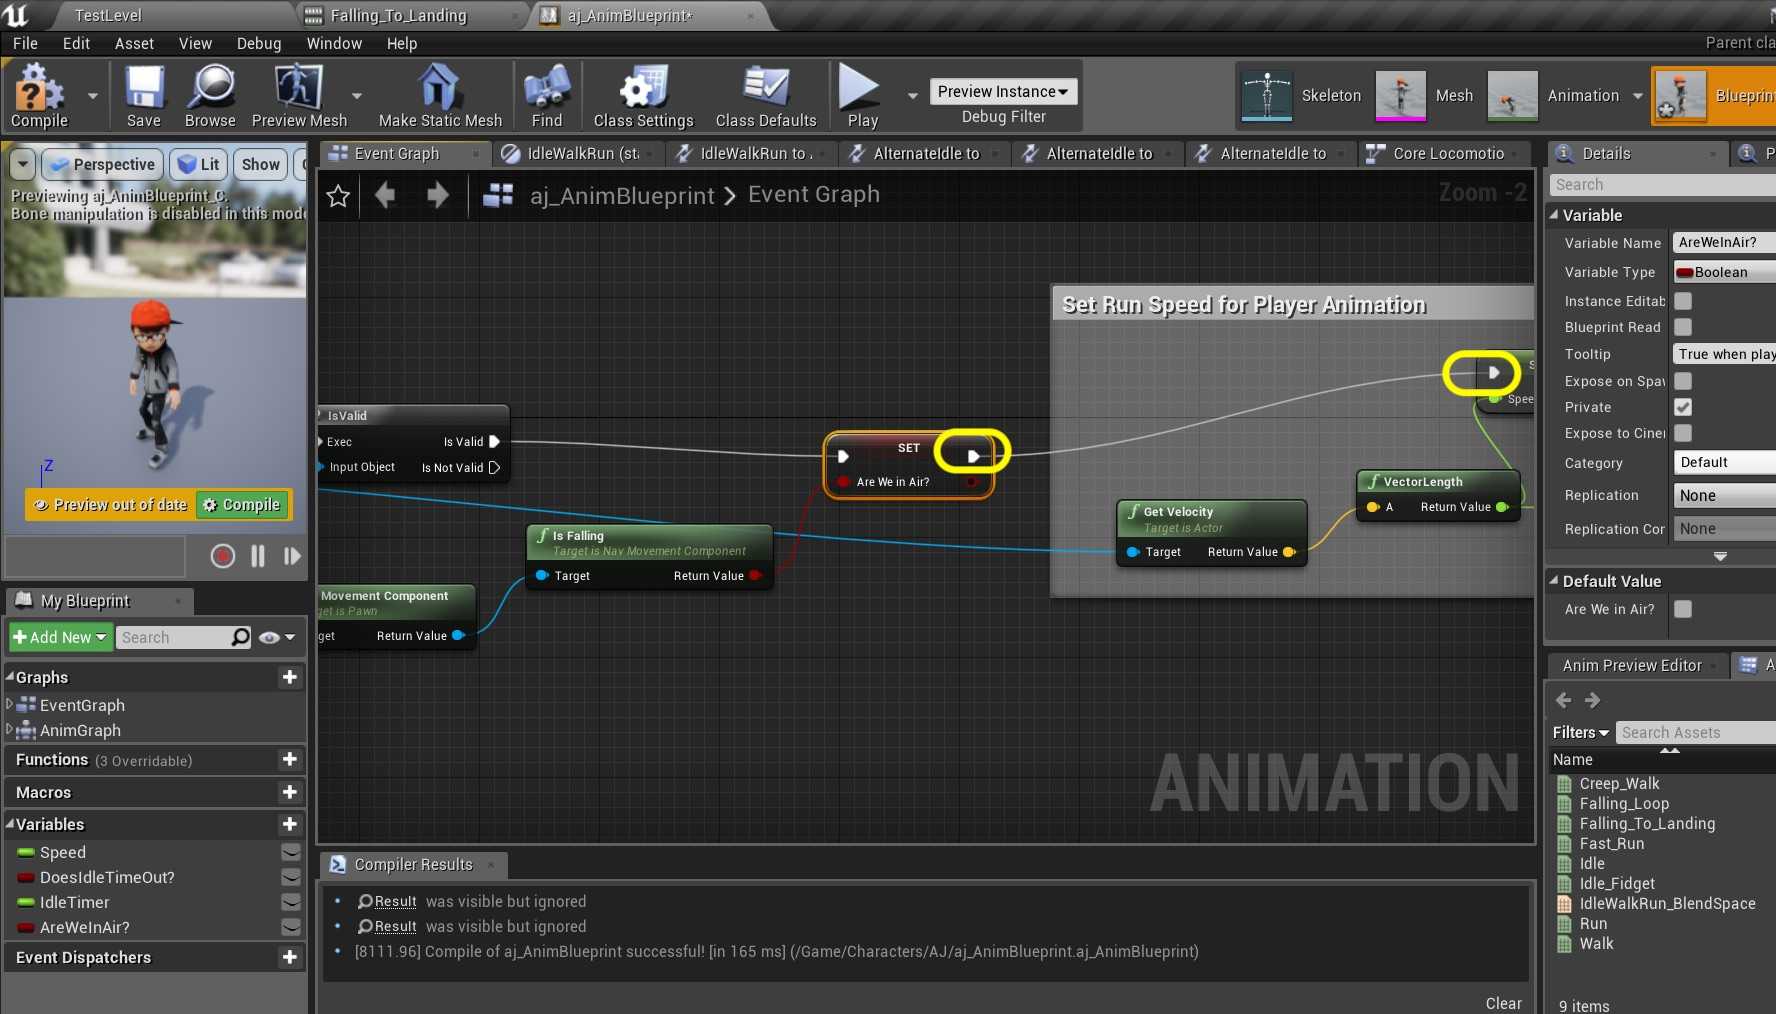 TestLevel
Falling_To_Landing
aj_AnimBlueprint*
File Edit Asset View Debug Window Help
Parent cla
Compile
Save
Browse
Preview Mesh
Make Static Mesh
Find
Class Settings
Class Defaults
Play
Preview Instance
Debug Filter
Skeleton
Mesh
Animation
Blueprint
Perspective
Lit
Show
Previewing aj_AnimBlueprint_C.
Bone manipulation is disabled in this mode
Z
Preview out of date
Compile
Event Graph
IdleWalkRun (sta
IdleWalkRun to
AlternateIdle to
AlternateIdle to
AlternateIdle to
Core Locomotio
aj_AnimBlueprint > Event Graph
Zoom -2
Set Run Speed for Player Animation
IsValid
Exec
Is Valid
Input Object
Is Not Valid
SET
Are We in Air?
Spee
VectorLength
A
Return Value
Get Velocity
Target is Actor
Target
Return Value
Is Falling
Target is Nav Movement Component
Target
Return Value
Movement Component
get is Pawn
get
Return Value
ANIMATION
My Blueprint
Add New
Search
Graphs
EventGraph
AnimGraph
Functions (3 Overridable)
Macros
Variables
Speed
DoesIdleTimeOut?
IdleTimer
AreWeInAir?
Event Dispatchers
Compiler Results
Result was visible but ignored
Result was visible but ignored
[8111.96] Compile of aj_AnimBlueprint successful! [in 165 ms] (/Game/Characters/AJ/aj_AnimBlueprint.aj_AnimBlueprint)
Clear
Details
P
Search
Variable
Variable Name AreWeInAir?
Variable Type Boolean
Instance Editab
Blueprint Read
Tooltip True when play
Expose on Spaw
Private
Expose to Cine
Category Default
Replication None
Replication Cor None
Default Value
Are We in Air?
Anim Preview Editor
A
Filters
Search Assets
Name
Creep_Walk
Falling_Loop
Falling_To_Landing
Fast_Run
Idle
Idle_Fidget
IdleWalkRun_BlendSpace
Run
Walk
9 items